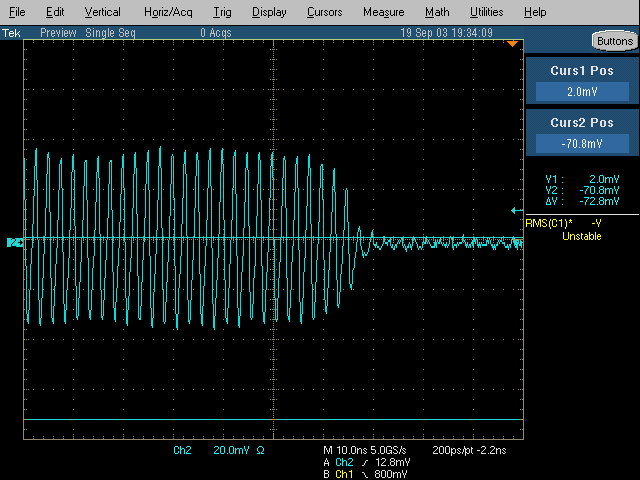 File Edit Vertical Horiz/Acq Trig Display Cursors Measure Math Utilities Help
Tek Preview Single Seq 0 Acqs 19 Sep 03 19:34:09 Buttons
Curs1 Pos
2.0mV
Curs2 Pos
-70.8mV
V1 : 2.0mV
V2 : -70.8mV
ΔV : -72.8mV
RMS(C1)* -V
Unstable
2
Ch2 20.0mV Ω M 10.0ns 5.0GS/s 200ps/pt -2.2ns
A Ch2 ∕ 12.8mV
B Ch1 ∖ 800mV